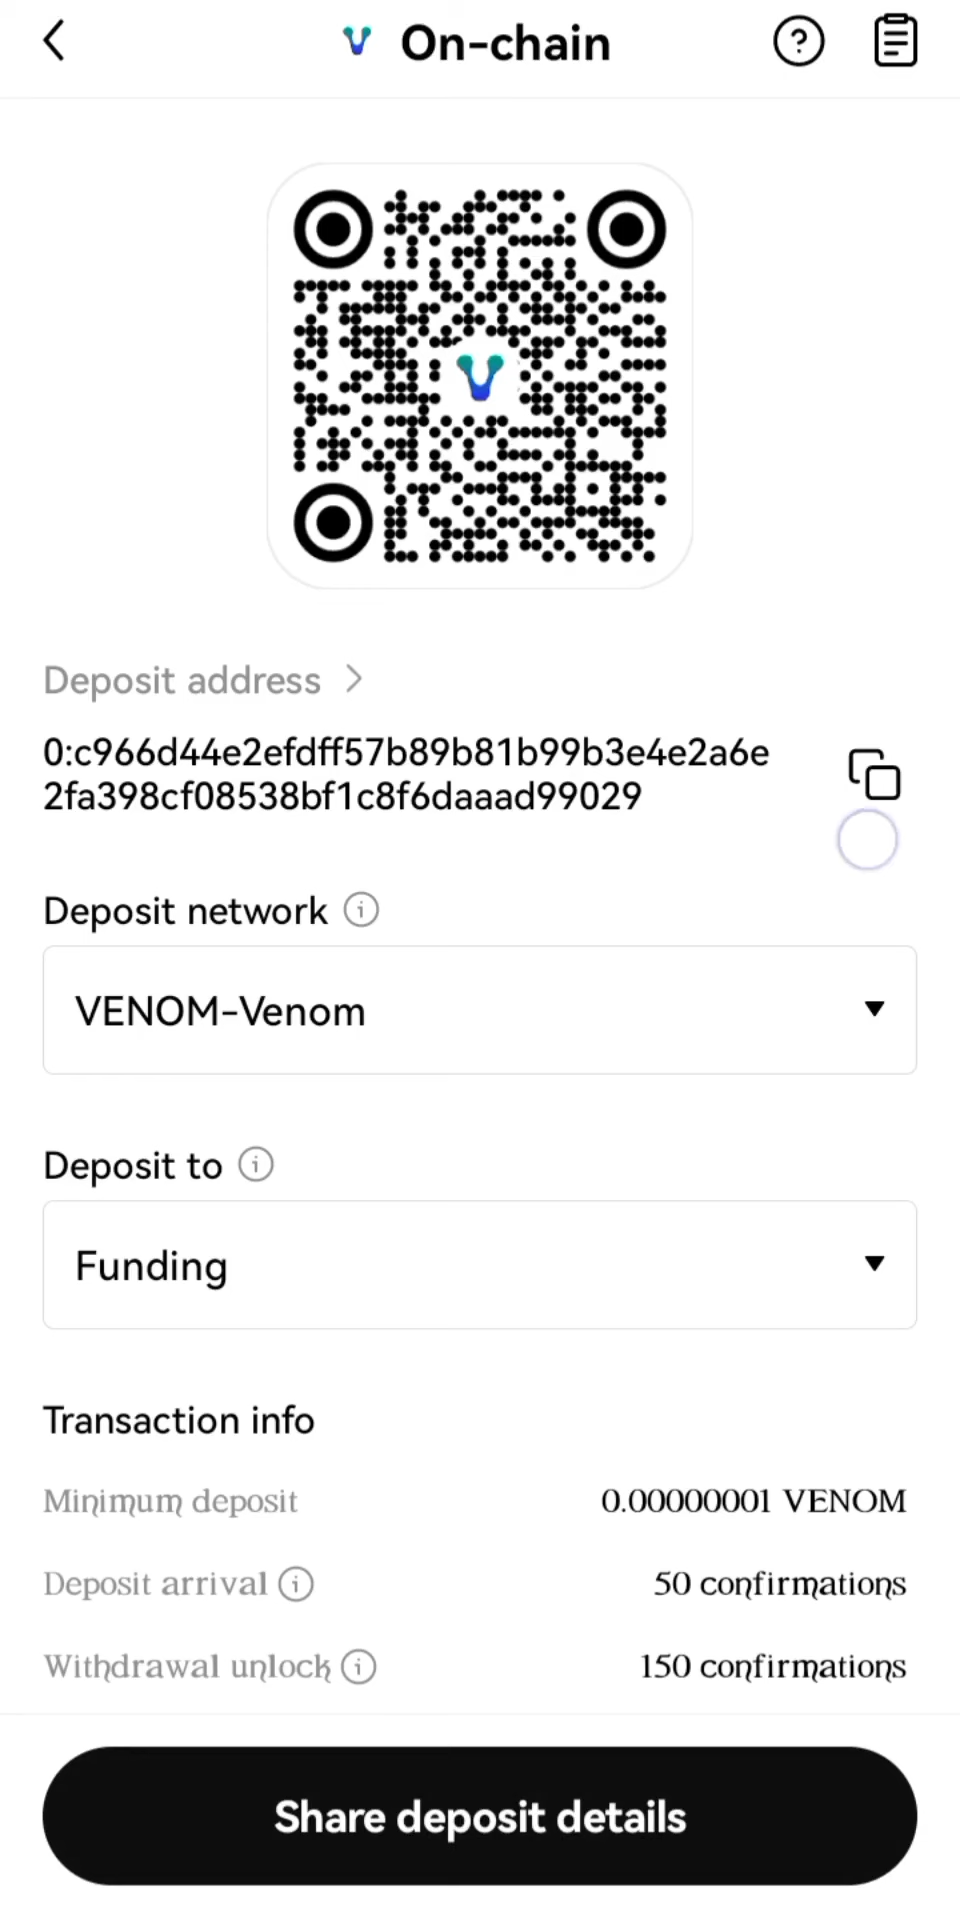 On-chain
Deposit address
0:c966d44e2efdff57b89b81b99b3e4e2a6e
2fa398cf08538bf1c8f6daaad99029
Deposit network
VENOM-Venom
Deposit to
Funding
Transaction info
Minimum deposit 0.00000001 VENOM
Deposit arrival 50 confirmations
Withdrawal unlock 150 confirmations
Share deposit details